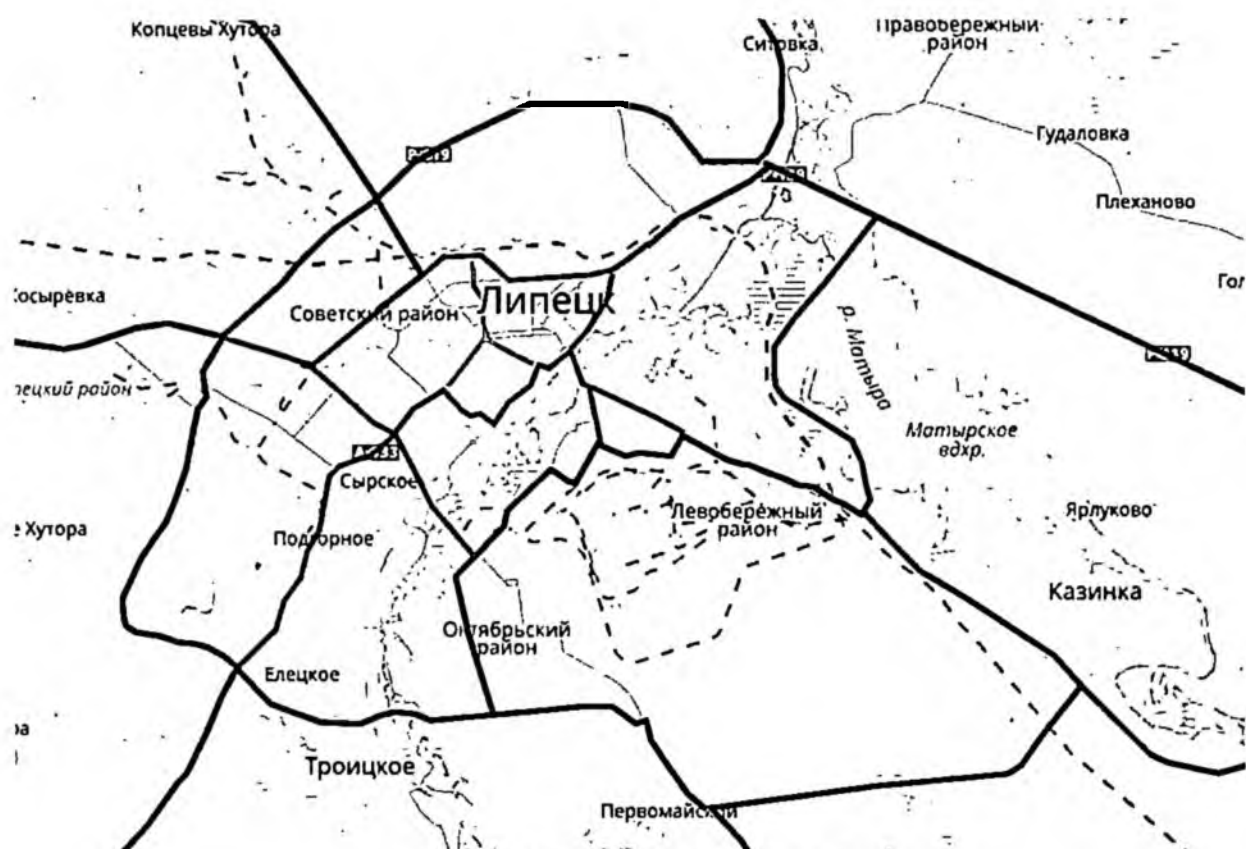 Копцевы Хутора
Ситовка
Правобережный
район
Гудаловка
Плеханово
Липецк
Советский район
р. Матыра
Матырское
вдхр.
Сырское
Подгорное
е Хутора
Левобережный
район
Ярлуково
Казинка
Октябрьский
район
Елецкое
Троицкое
Первомайский